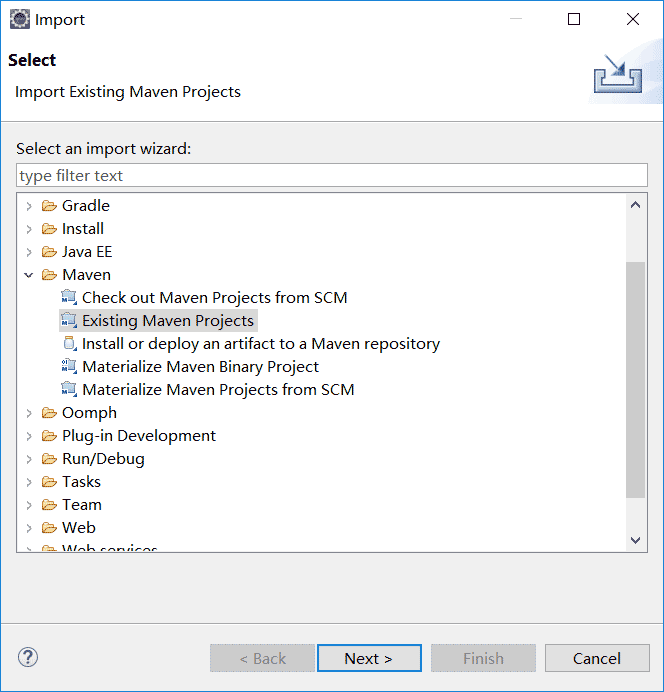 Import
Select
Import Existing Maven Projects
Select an import wizard:
type filter text
Gradle
Install
Java EE
Maven
Check out Maven Projects from SCM
Existing Maven Projects
Install or deploy an artifact to a Maven repository
Materialize Maven Binary Project
Materialize Maven Projects from SCM
Oomph
Plug-in Development
Run/Debug
Tasks
Team
Web
Web services
? < Back Next > Finish Cancel